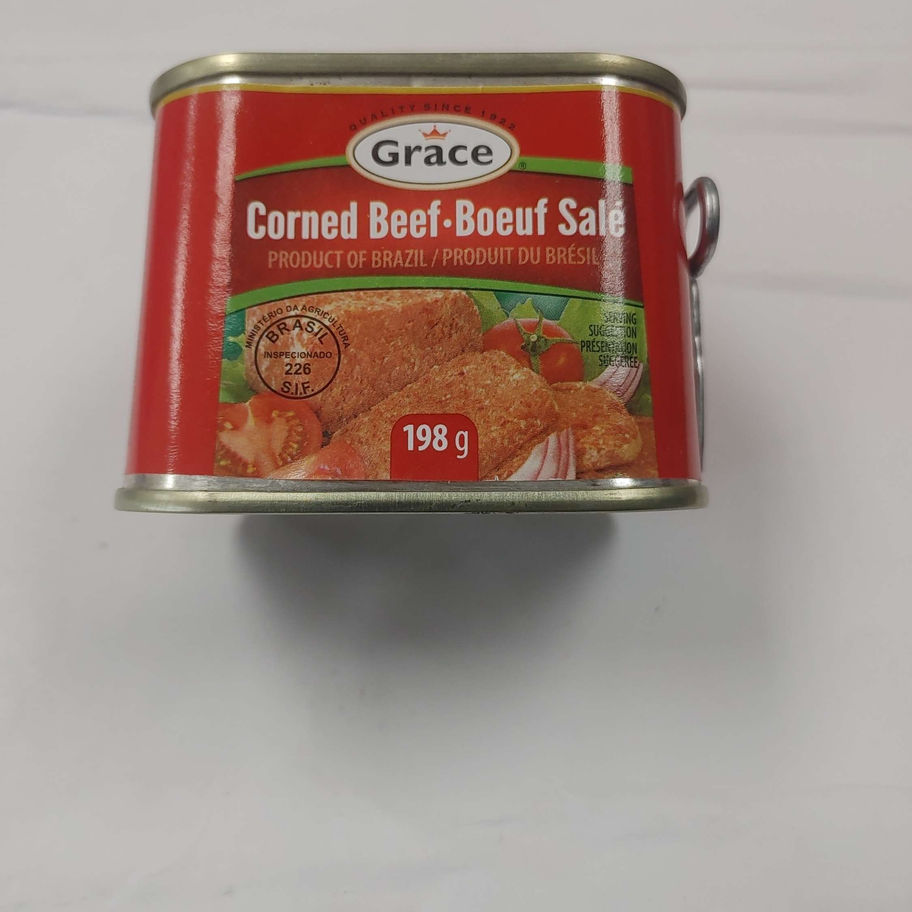 QUALITY SINCE 1922
Grace
®
Corned Beef·Boeuf Salé
PRODUCT OF BRAZIL / PRODUIT DU BRÉSIL
MINISTÉRIO DA AGRICULTURA
BRASIL
INSPECIONADO
226
S.I.F.
SERVING
SUGGESTION
PRÉSENTATION
SUGGÉRÉE
198 g